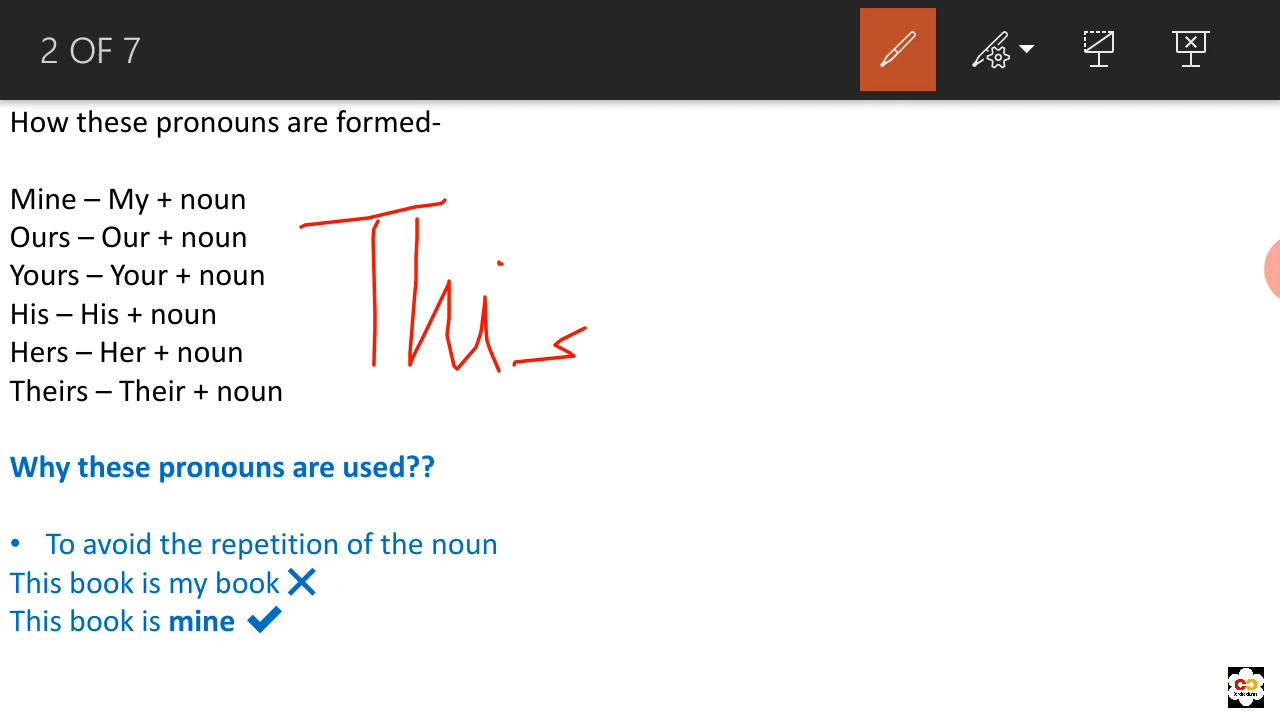 2 OF 7
How these pronouns are formed-
Mine – My + noun
Ours – Our + noun
Yours – Your + noun
His – His + noun
Hers – Her + noun
Theirs – Their + noun
This
Why these pronouns are used??
• To avoid the repetition of the noun
This book is my book ✕
This book is mine ✔